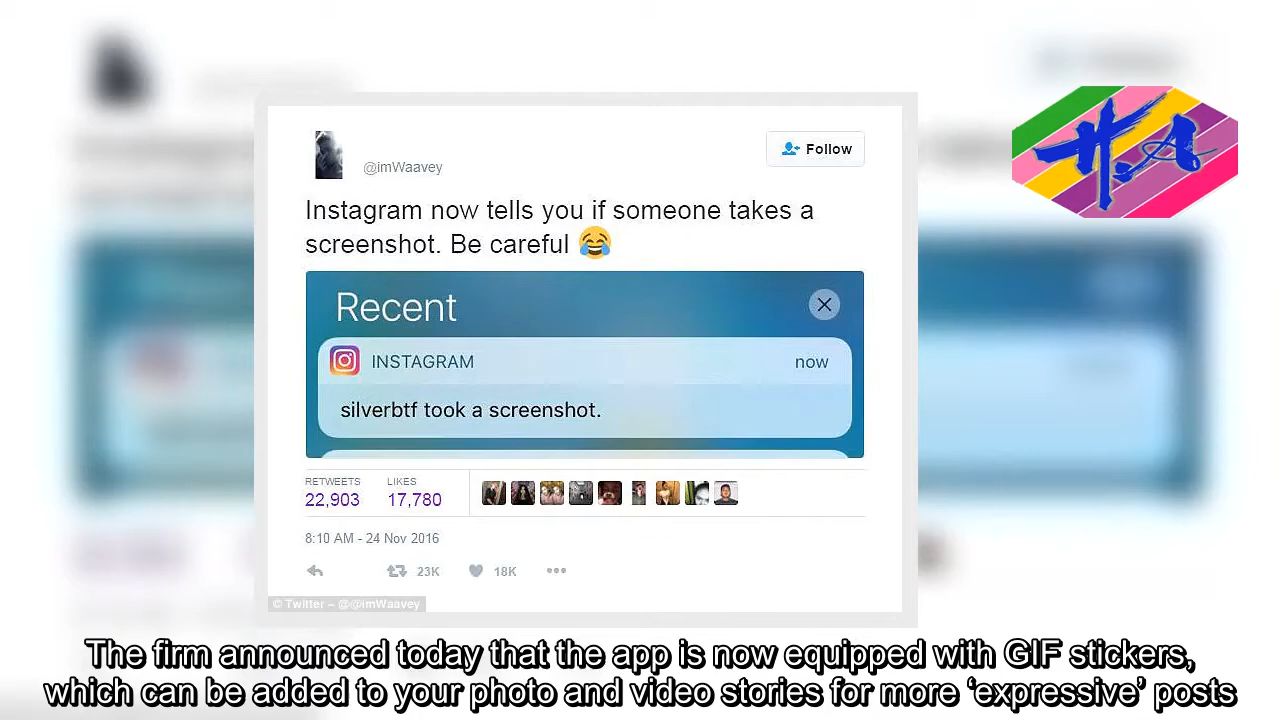 @imWaavey
Follow
Instagram now tells you if someone takes a
screenshot. Be careful 😂
Recent
INSTAGRAM
now
silverbtf took a screenshot.
RETWEETS
LIKES
22,903
17,780
8:10 AM - 24 Nov 2016
23K
18K
© Twitter – @@imWaavey
H.A
The firm announced today that the app is now equipped with GIF stickers,
which can be added to your photo and video stories for more ‘expressive’ posts